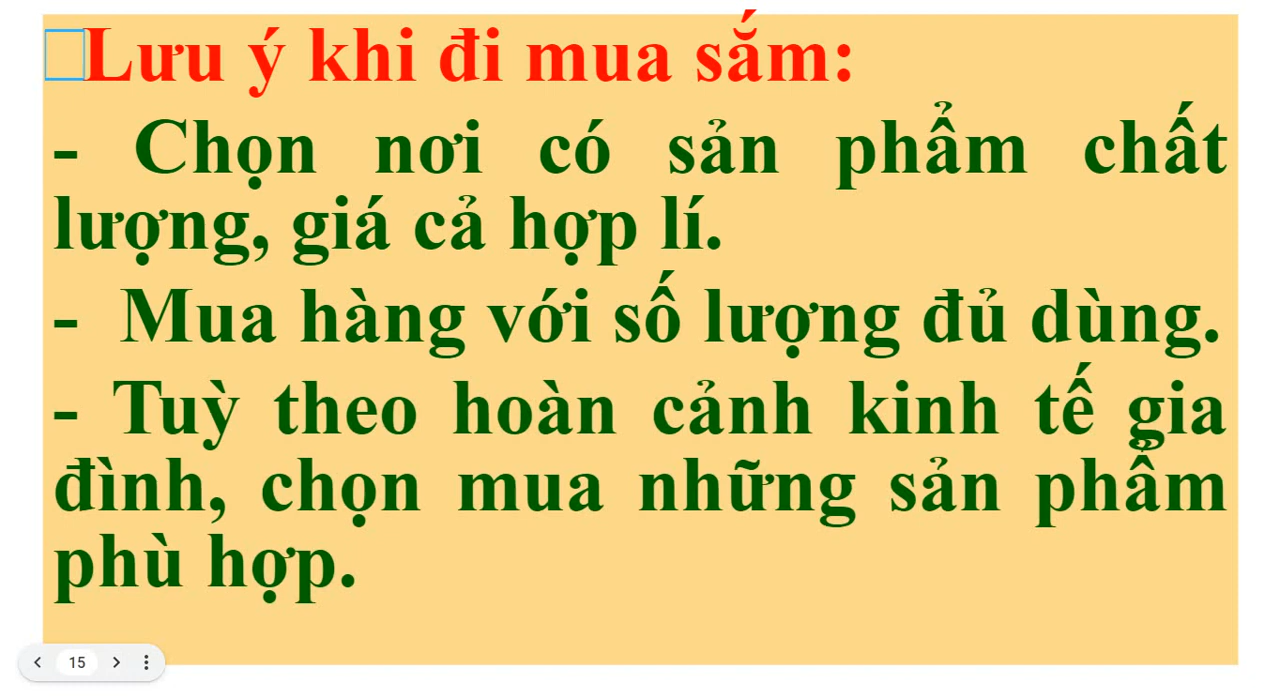 Lưu ý khi đi mua sắm:
- Chọn nơi có sản phẩm chất
lượng, giá cả hợp lí.
- Mua hàng với số lượng đủ dùng.
- Tuỳ theo hoàn cảnh kinh tế gia
đình, chọn mua những sản phẩm
phù hợp.
15